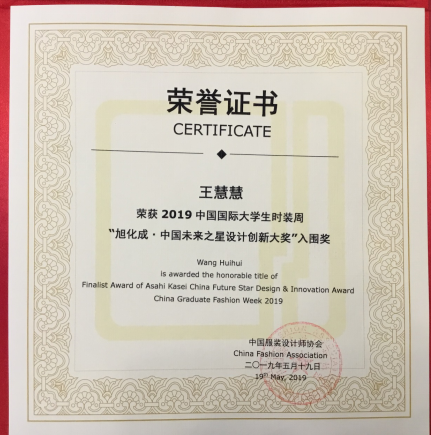 荣誉证书
CERTIFICATE
王慧慧
荣获 2019 中国国际大学生时装周
“旭化成·中国未来之星设计创新大奖”入围奖
Wang Huihui
is awarded the honorable title of
Finalist Award of Asahi Kasei China Future Star Design & Innovation Award
China Graduate Fashion Week 2019
中国服装设计师协会
China Fashion Association
二〇一九年五月十九日
19th May, 2019